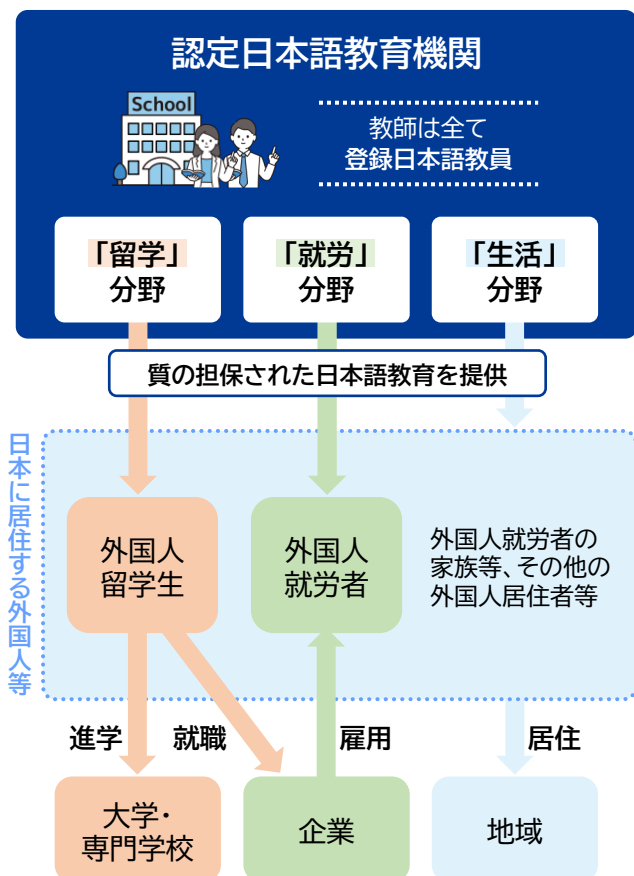 認定日本語教育機関
School
教師は全て
登録日本語教員
「留学」
分野
「就労」
分野
「生活」
分野
質の担保された日本語教育を提供
日本に居住する外国人等
外国人
留学生
外国人
就労者
外国人就労者の
家族等、その他の
外国人居住者等
進学
就職
雇用
居住
大学・
専門学校
企業
地域